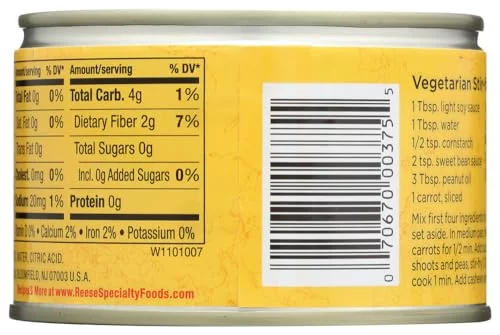 Amount/serving % DV* Amount/serving % DV*
Total Fat 0g 0% Total Carb. 4g 1%
Sat. Fat 0g 0% Dietary Fiber 2g 7%
Trans Fat 0g Total Sugars 0g
Cholest. 0mg 0% Incl. 0g Added Sugars 0%
Sodium 20mg 1% Protein 0g
0% • Calcium 2% • Iron 2% • Potassium 0%
W1101007
WATER, CITRIC ACID.
BLOOMFIELD, NJ 07003 U.S.A.
Recipes & More at www.ReeseSpecialtyFoods.com
0 70670 00375 5
Vegetarian Stir-
1 Tbsp. light soy sauce
1 Tbsp. water
1/2 tsp. cornstarch
2 tsp. sweet bean sauce
3 Tbsp. peanut oil
1 carrot, sliced
Mix first four ingredients
set aside. In medium
carrots for 1/2 min. Add
shoots and peas, stir-fry
cook 1 min. Add cashew